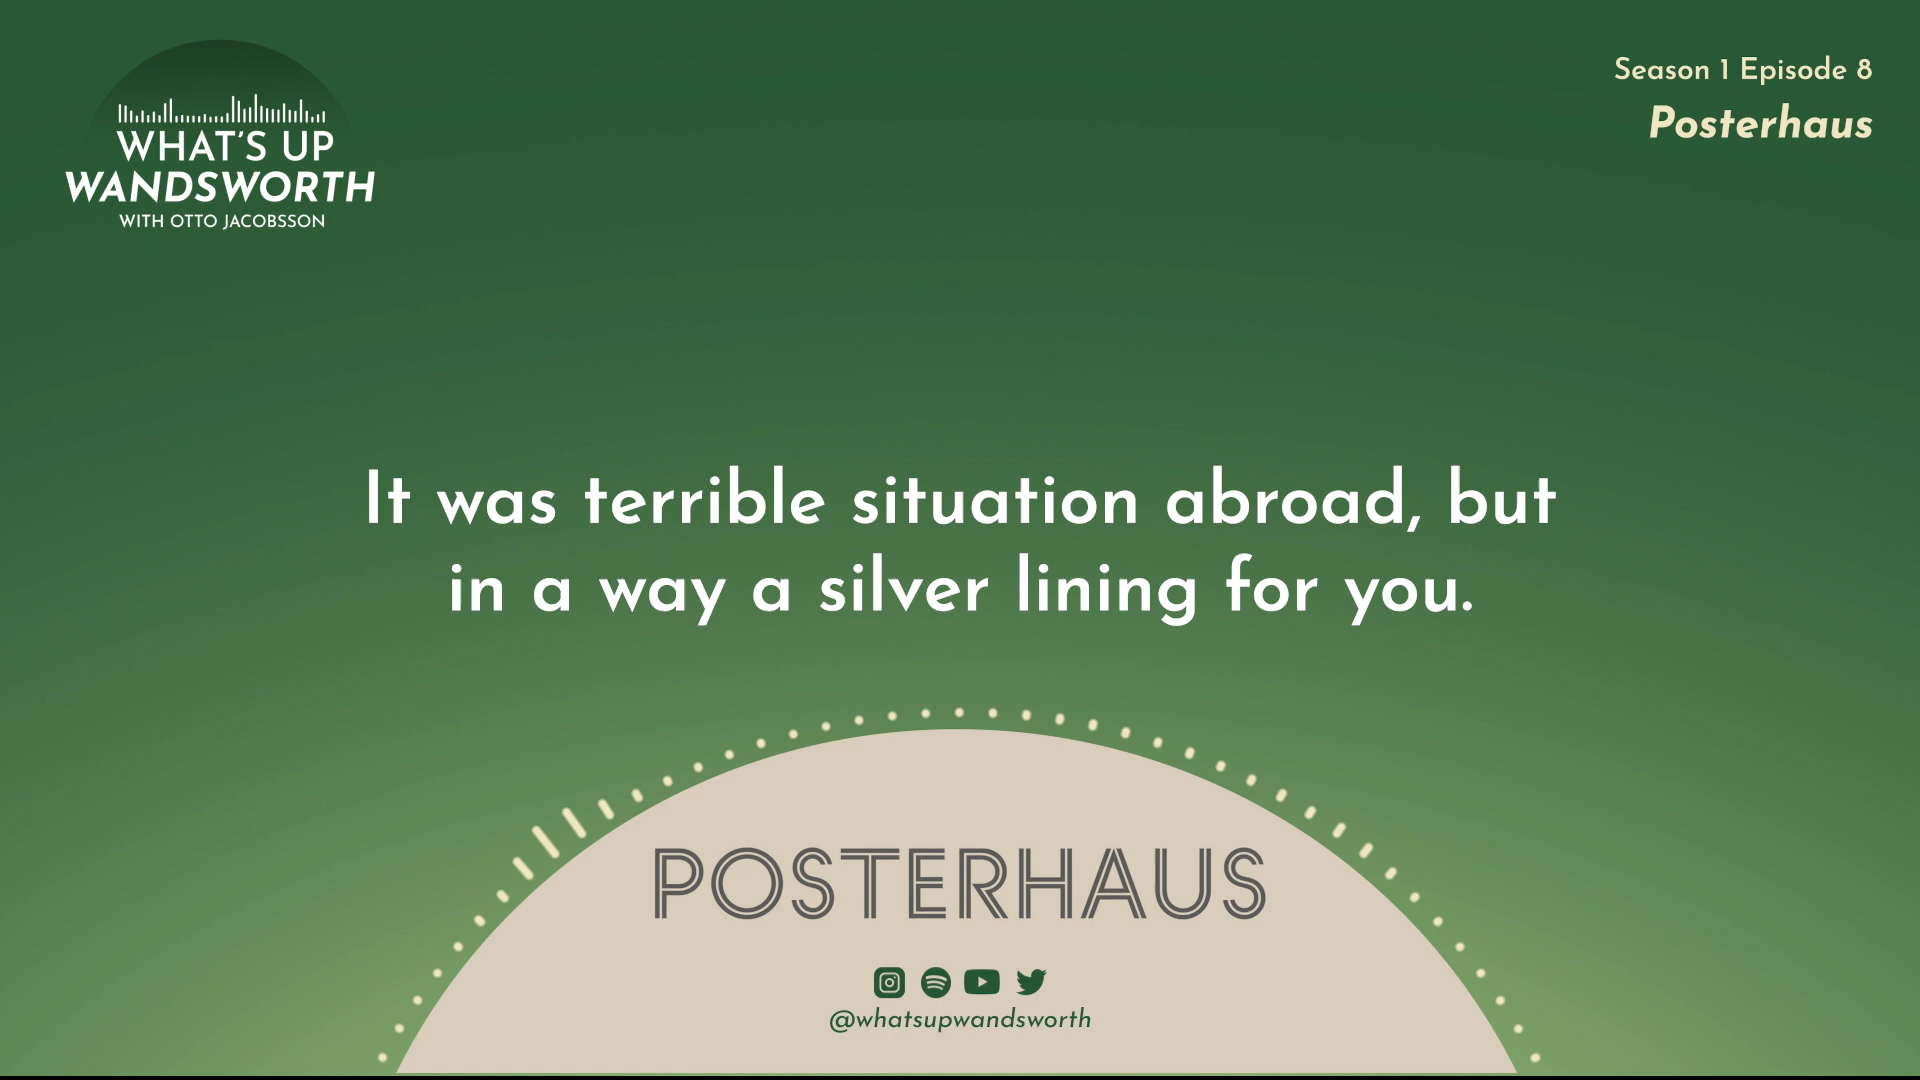 WHAT'S UP
WANDSWORTH
WITH OTTO JACOBSSON
Season 1 Episode 8
Posterhaus
It was terrible situation abroad, but
in a way a silver lining for you.
POSTERHAUS
@whatsupwandsworth